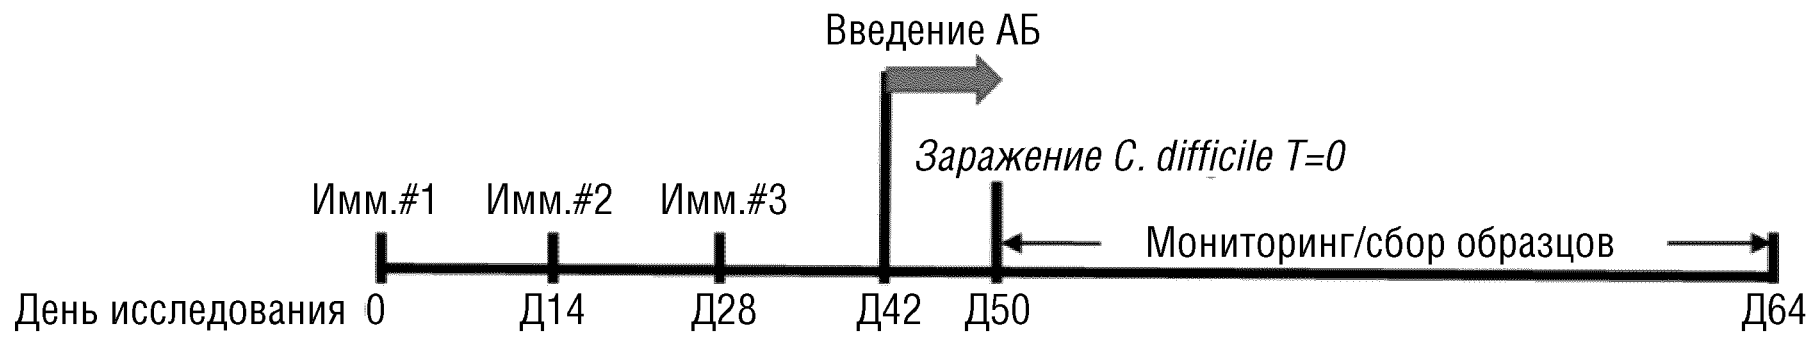 Введение АБ
Заражение C. difficile T=0
Имм.#1 Имм.#2 Имм.#3
Мониторинг/сбор образцов
День исследования 0 Д14 Д28 Д42 Д50 Д64